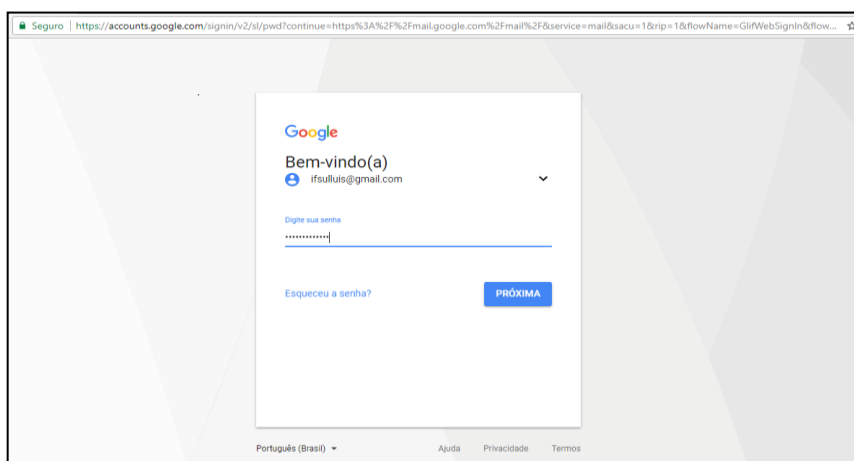 Seguro | https://accounts.google.com/signin/v2/sl/pwd?continue=https%3A%2F%2Fmail.google.com%2Fmail%2F&service=mail&sacu=1&rip=1&flowName=GlifWebSignIn&flow...
Google
Bem-vindo(a)
ifsulluis@gmail.com
Digite sua senha
•••••••••••••
Esqueceu a senha? PRÓXIMA
Português (Brasil) Ajuda Privacidade Termos